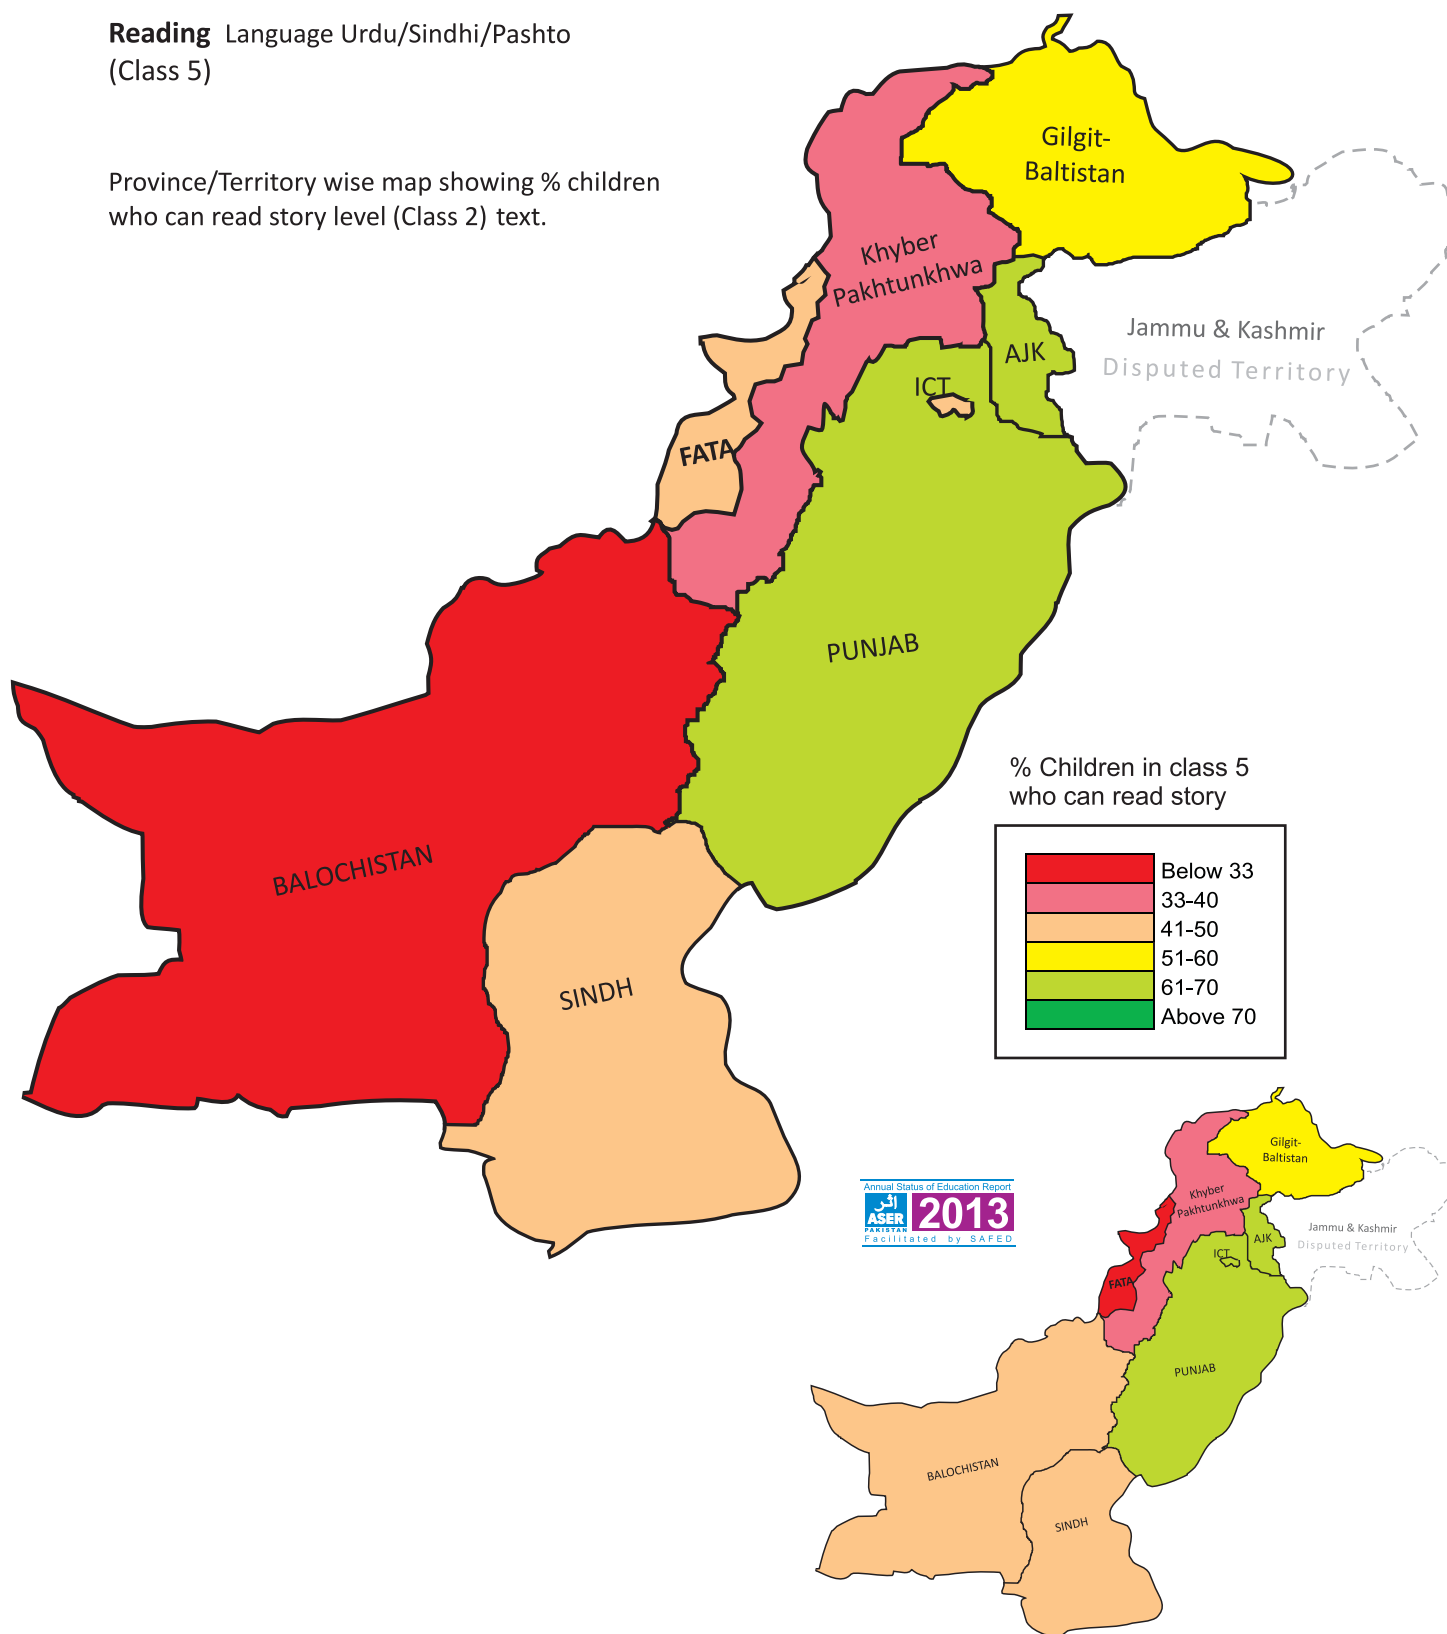 Reading Language Urdu/Sindhi/Pashto
(Class 5)
Province/Territory wise map showing % children
who can read story level (Class 2) text.
Gilgit-
Baltistan
Khyber
Pakhtunkhwa
Jammu & Kashmir
Disputed Territory
AJK
ICT
FATA
PUNJAB
BALOCHISTAN
SINDH
% Children in class 5
who can read story
Below 33
33-40
41-50
51-60
61-70
Above 70
Annual Status of Education Report
اثر
ASER
PAKISTAN
2013
Facilitated by SAFED
Gilgit-
Baltistan
Khyber
Pakhtunkhwa
Jammu & Kashmir
Disputed Territory
AJK
ICT
FATA
PUNJAB
BALOCHISTAN
SINDH